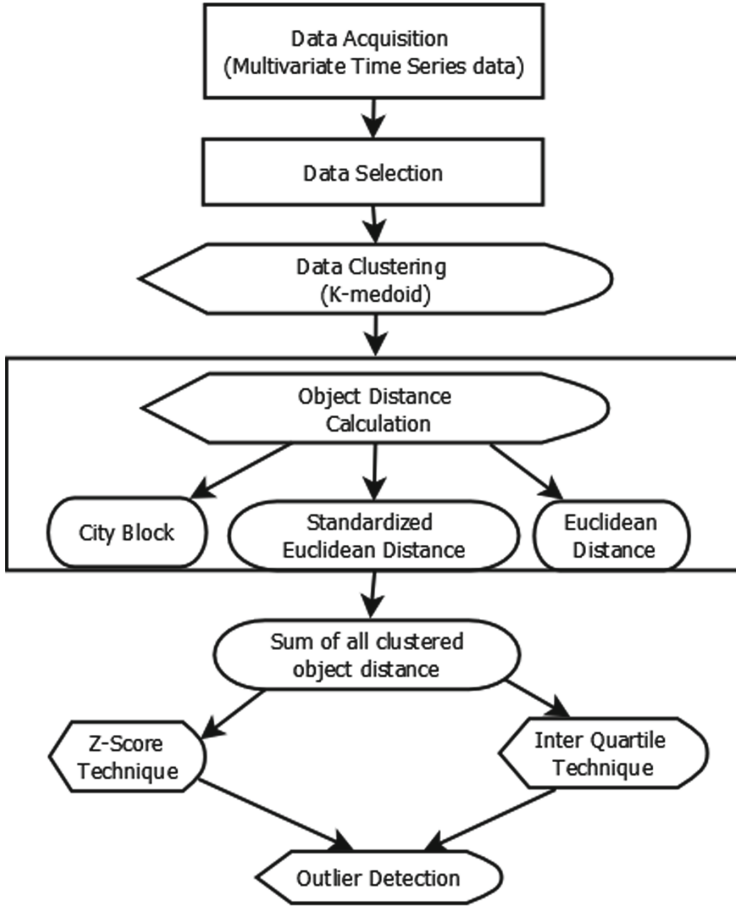 Data Acquisition
(Multivariate Time Series data)
Data Selection
Data Clustering
(K-medoid)
Object Distance
Calculation
City Block
Standardized
Euclidean Distance
Euclidean
Distance
Sum of all clustered
object distance
Z-Score
Technique
Inter Quartile
Technique
Outlier Detection